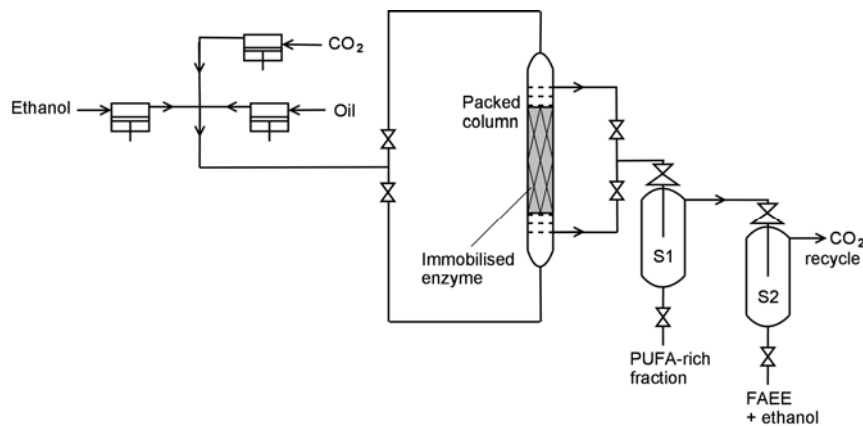 CO₂
Ethanol
Oil
Packed
column
Immobilised
enzyme
S1
S2
CO₂
recycle
PUFA-rich
fraction
FAEE
+ ethanol